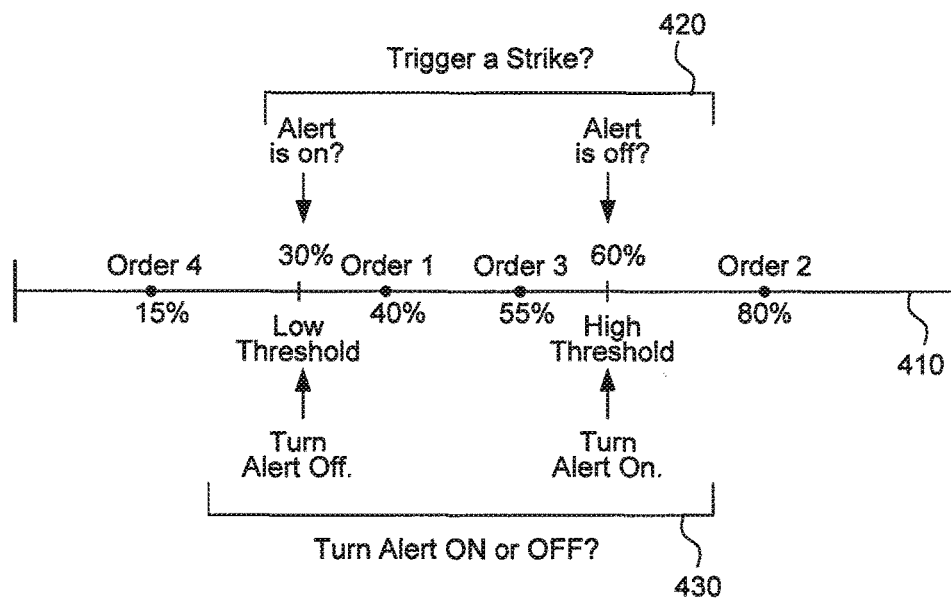 420
Trigger a Strike?
Alert
is on?
Alert
is off?
Order 4
30%
Order 1
Order 3
60%
Order 2
15%
40%
55%
80%
Low
Threshold
High
Threshold
410
Turn
Alert Off.
Turn
Alert On.
Turn Alert ON or OFF?
430